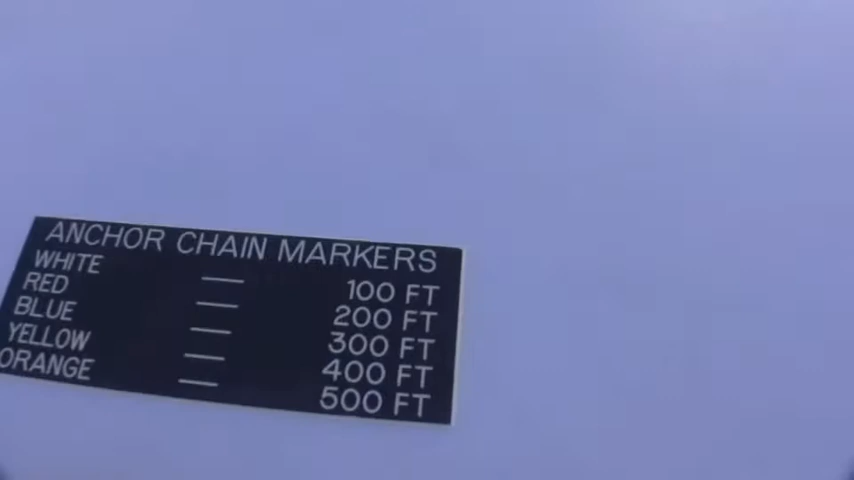 ANCHOR CHAIN MARKERS
WHITE — 100 FT
RED — 200 FT
BLUE — 300 FT
YELLOW — 400 FT
ORANGE — 500 FT